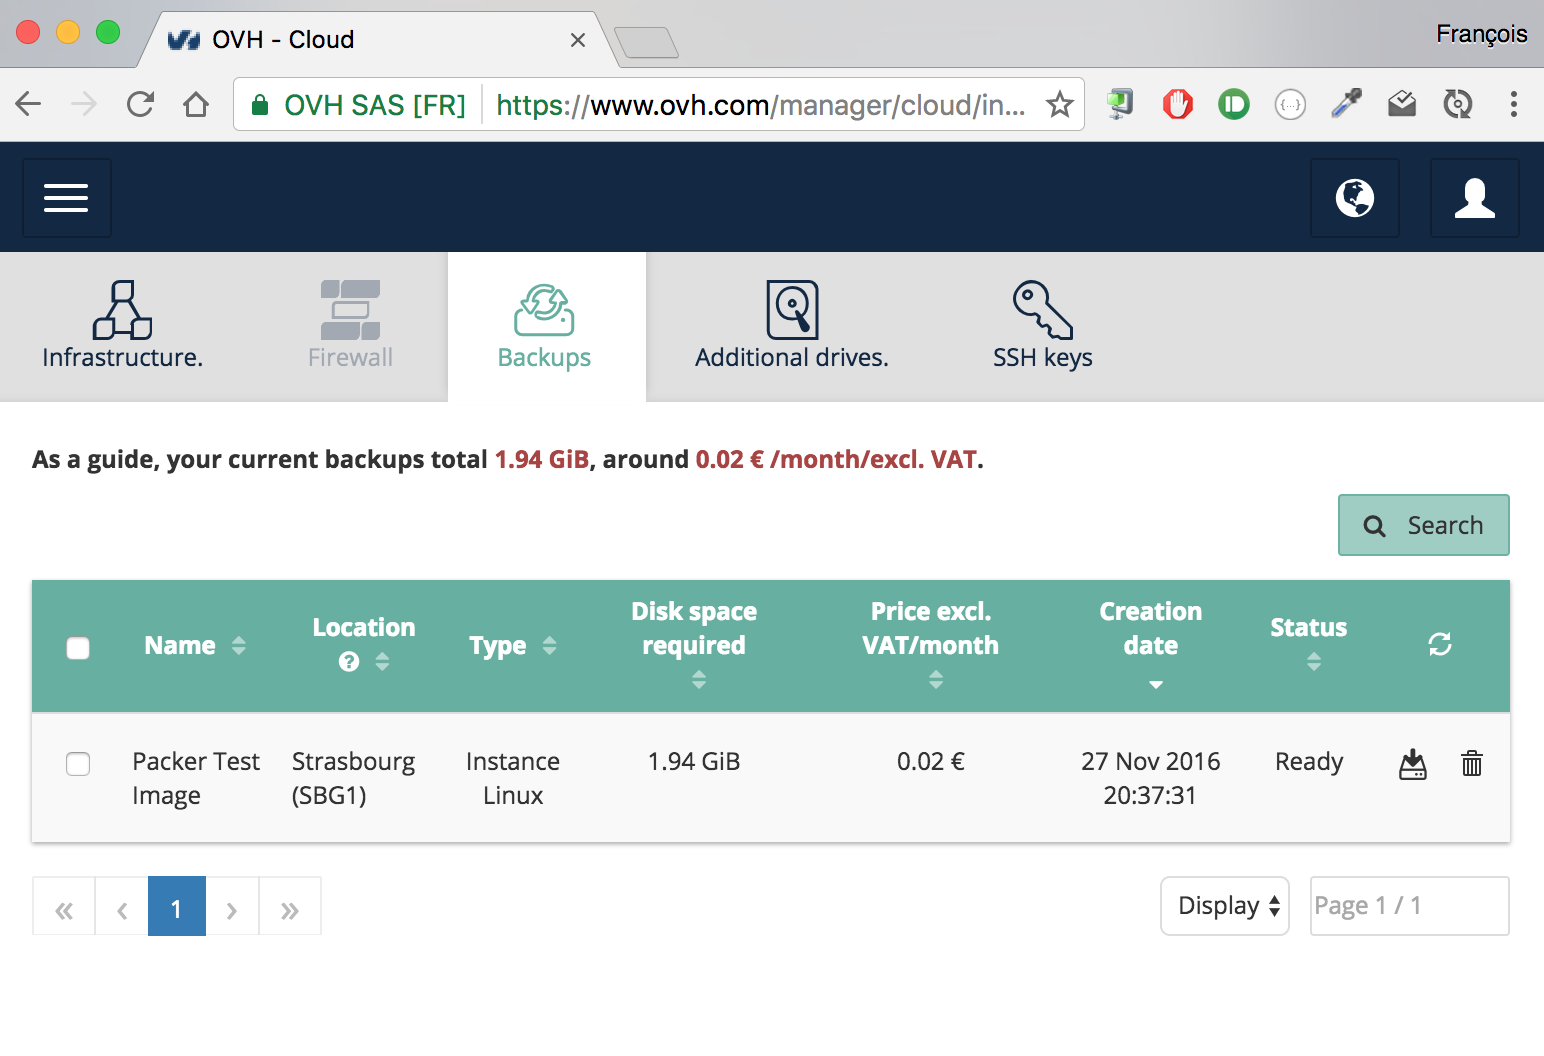 OVH - Cloud
François
OVH SAS [FR] https://www.ovh.com/manager/cloud/in...
Infrastructure.
Firewall
Backups
Additional drives.
SSH keys
As a guide, your current backups total 1.94 GiB, around 0.02 € /month/excl. VAT.
Search
Name
Location
?
Type
Disk space
required
Price excl.
VAT/month
Creation
date
Status
Packer Test
Image
Strasbourg
(SBG1)
Instance
Linux
1.94 GiB
0.02 €
27 Nov 2016
20:37:31
Ready
« ‹ 1 › »
Display
Page 1 / 1